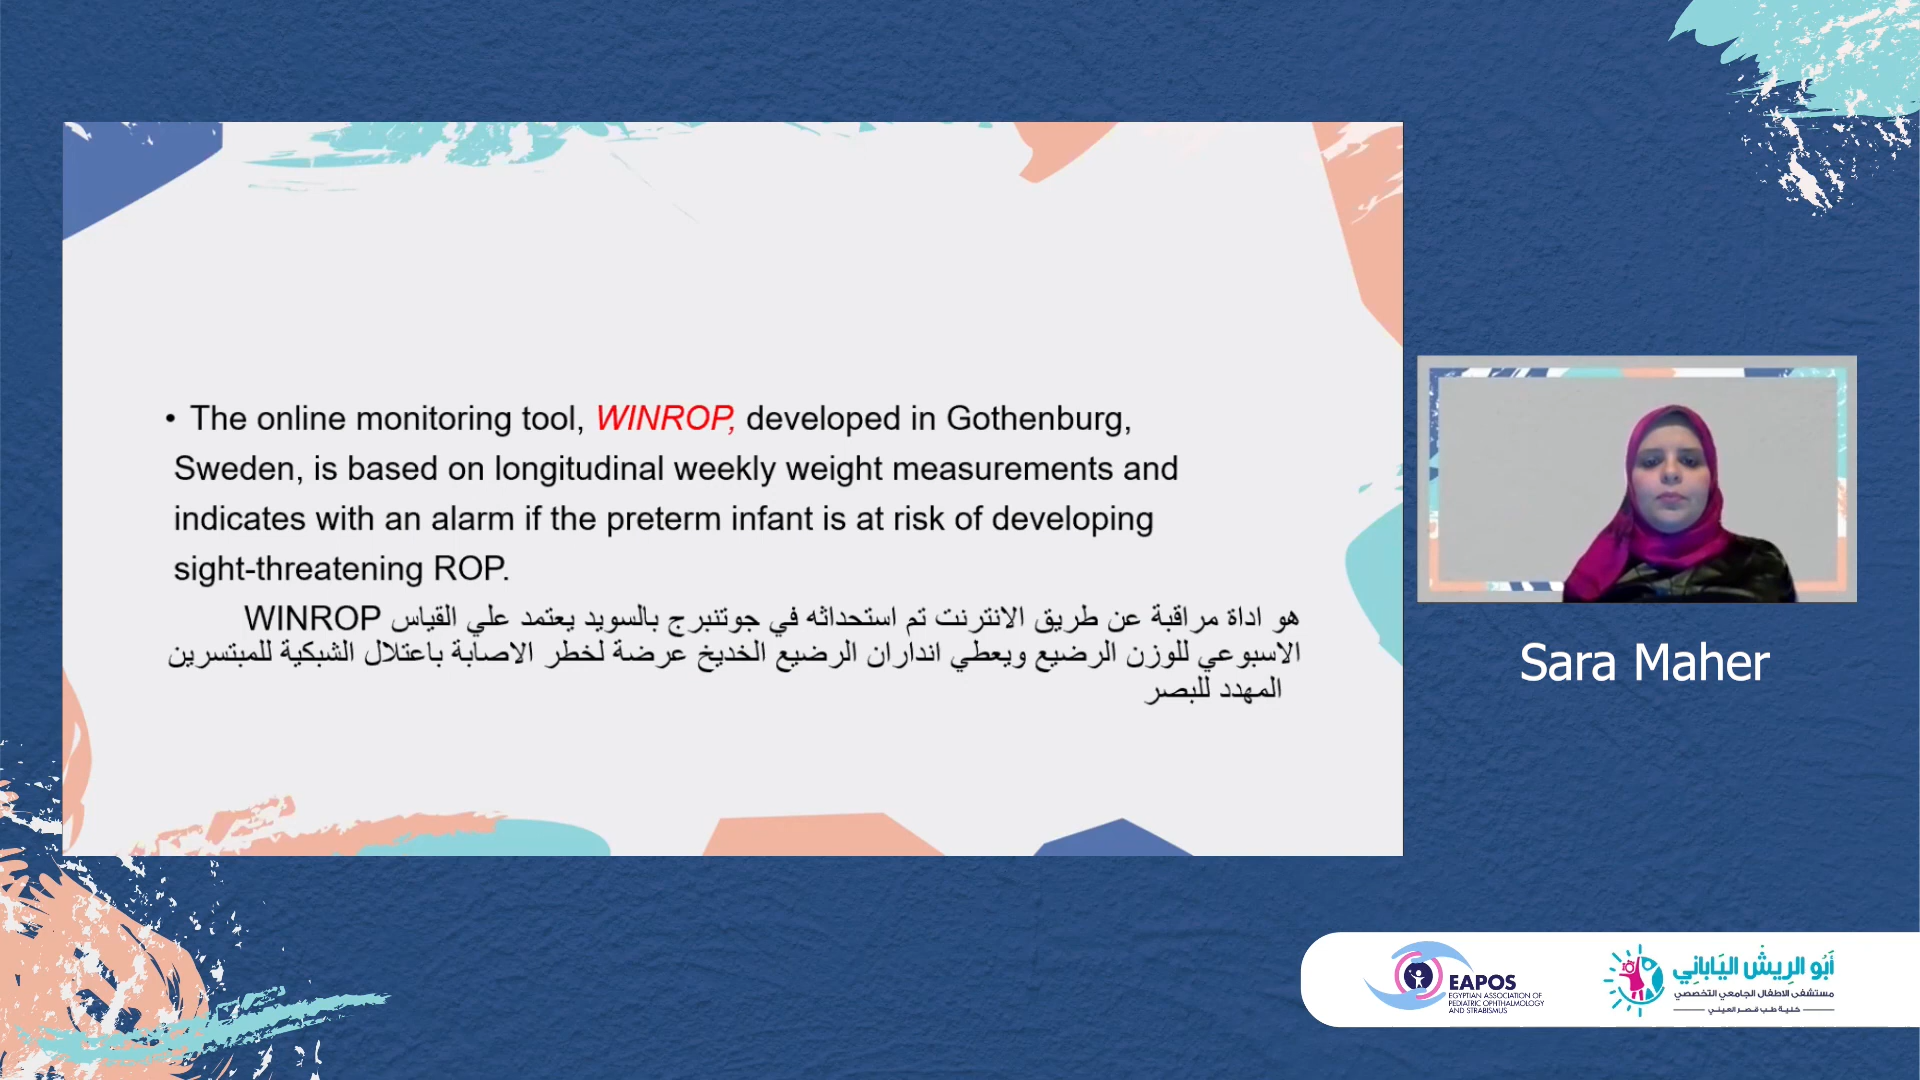 • The online monitoring tool, WINROP, developed in Gothenburg,
Sweden, is based on longitudinal weekly weight measurements and
indicates with an alarm if the preterm infant is at risk of developing
sight-threatening ROP.
هو اداة مراقبة عن طريق الانترنت تم استحداثه في جوتنبرج بالسويد يعتمد علي القياس WINROP
الاسبوعي للوزن الرضيع ويعطي انداران الرضيع الخديخ عرضة لخطر الاصابة باعتلال الشبكية للمبتسرين
المهدد للبصر
Sara Maher
EAPOS
EGYPTIAN ASSOCIATION OF
PEDIATRIC OPHTHALMOLOGY
AND STRABISMUS
أَبُو الرِيشْ اليَابانِي
مستشفى الاطفال الجامعي التخصصي
كلية طب قصر العيني